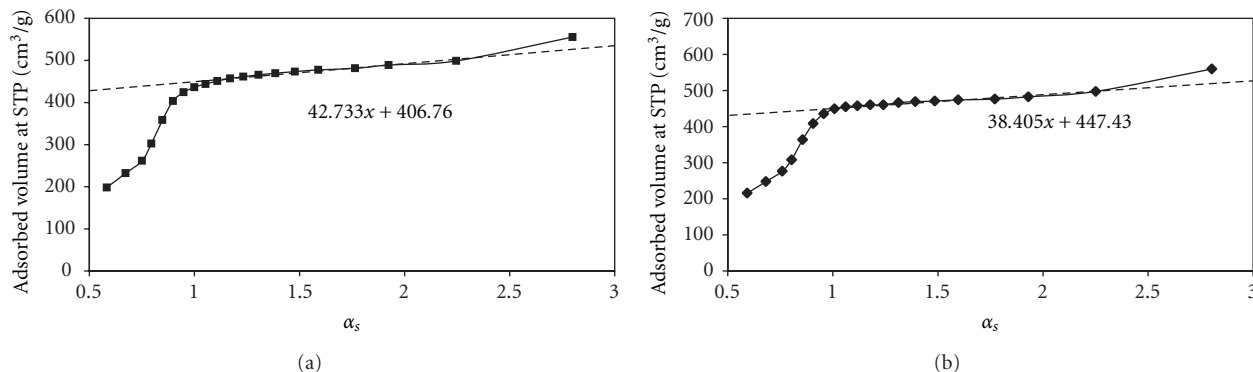 Adsorbed volume at STP (cm³/g)
600
500
400
300
200
100
0
42.733x + 406.76
0.5 1 1.5 2 2.5 3
αs
(a)
Adsorbed volume at STP (cm³/g)
700
600
500
400
300
200
100
0
38.405x + 447.43
0.5 1 1.5 2 2.5 3
αs
(b)